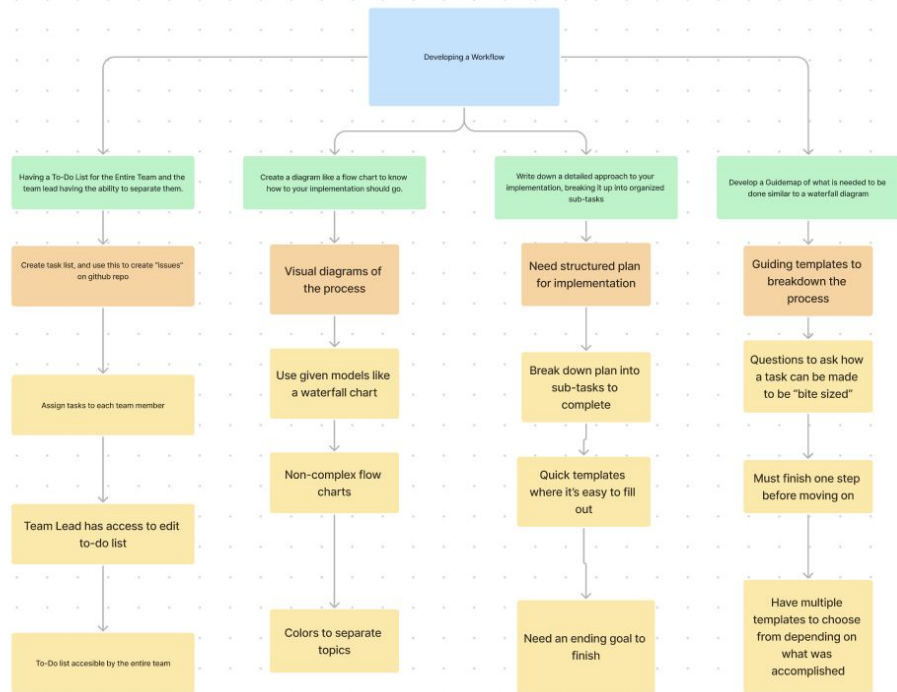 Developing a Workflow
Having a To-Do List for the Entire Team and the
team lead having the ability to separate them.
Create a diagram like a flow chart to know
how to your implementation should go.
Write down a detailed approach to your
implementation, breaking it up into organized
sub-tasks
Develop a Guidemap of what is needed to be
done similar to a waterfall diagram
Create task list, and use this to create "Issues"
on github repo
Visual diagrams of
the process
Need structured plan
for implementation
Guiding templates to
breakdown the
process
Assign tasks to each team member
Use given models like
a waterfall chart
Break down plan into
sub-tasks to
complete
Questions to ask how
a task can be made
to be “bite sized”
Team Lead has access to edit
to-do list
Non-complex flow
charts
Quick templates
where it’s easy to fill
out
Must finish one step
before moving on
To-Do list accesible by the entire team
Colors to separate
topics
Need an ending goal to
finish
Have multiple
templates to choose
from depending on
what was
accomplished